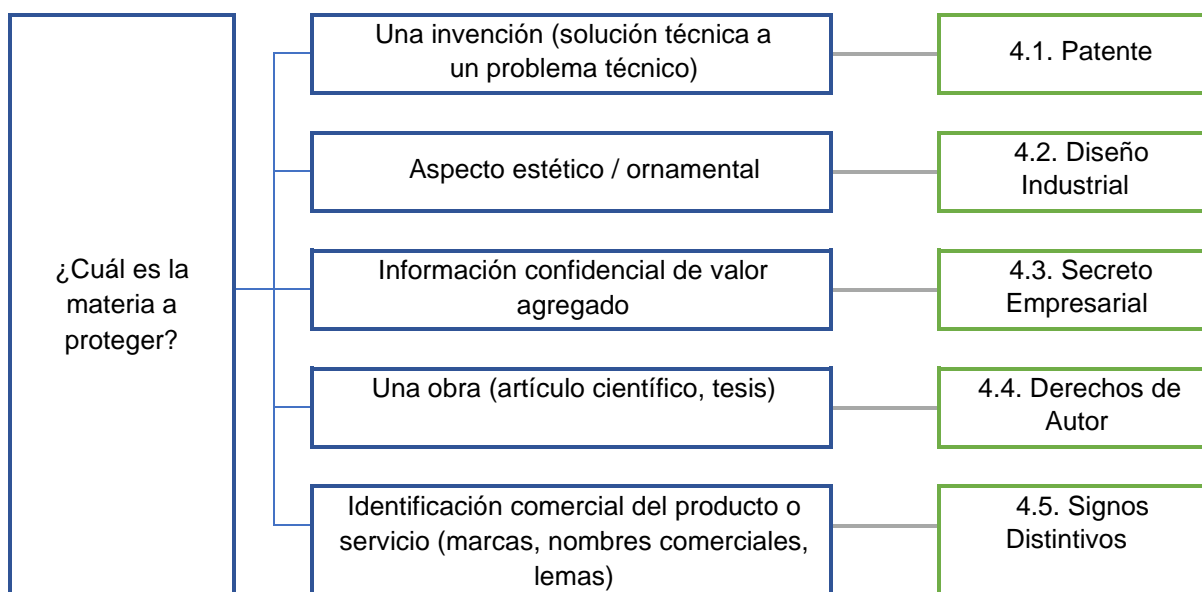 Una invención (solución técnica a
un problema técnico)
4.1. Patente
Aspecto estético / ornamental
4.2. Diseño
Industrial
¿Cuál es la
materia a
proteger?
Información confidencial de valor
agregado
4.3. Secreto
Empresarial
Una obra (artículo científico, tesis)
4.4. Derechos de
Autor
Identificación comercial del producto o
servicio (marcas, nombres comerciales,
lemas)
4.5. Signos
Distintivos